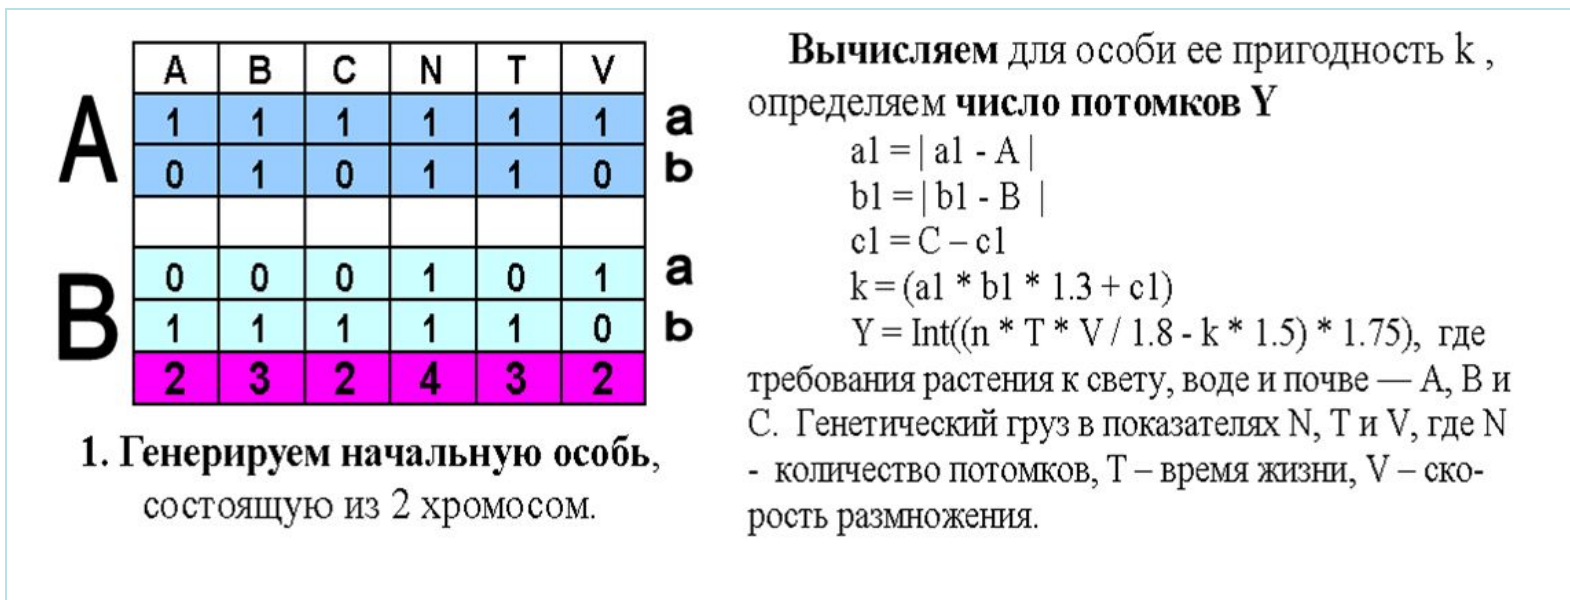 A B C N T V
A
1 1 1 1 1 1 a
0 1 0 1 1 0 b
B
0 0 0 1 0 1 a
1 1 1 1 1 0 b
2 3 2 4 3 2
1. Генерируем начальную особь,
состоящую из 2 хромосом.
Вычисляем для особи ее пригодность k ,
определяем число потомков Y
a1 = | a1 - A |
b1 = | b1 - B |
c1 = C – c1
k = (a1 * b1 * 1.3 + c1)
Y = Int((n * T * V / 1.8 - k * 1.5) * 1.75), где
требования растения к свету, воде и почве — A, B и
C. Генетический груз в показателях N, T и V, где N
- количество потомков, T – время жизни, V – ско-
рость размножения.